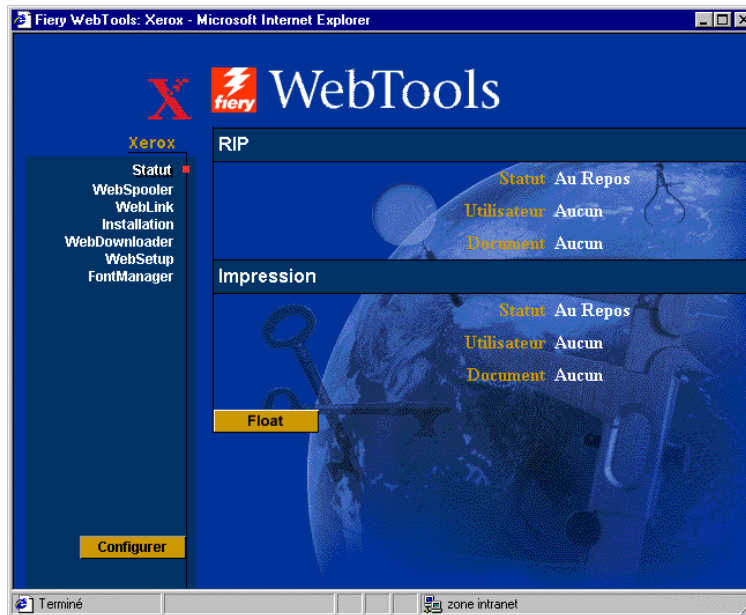 Fiery WebTools: Xerox - Microsoft Internet Explorer
X fiery WebTools
Xerox
Statut
WebSpooler
WebLink
Installation
WebDownloader
WebSetup
FontManager
Configurer
RIP
Statut Au Repos
Utilisateur Aucun
Document Aucun
Impression
Statut Au Repos
Utilisateur Aucun
Document Aucun
Float
Terminé
zone intranet